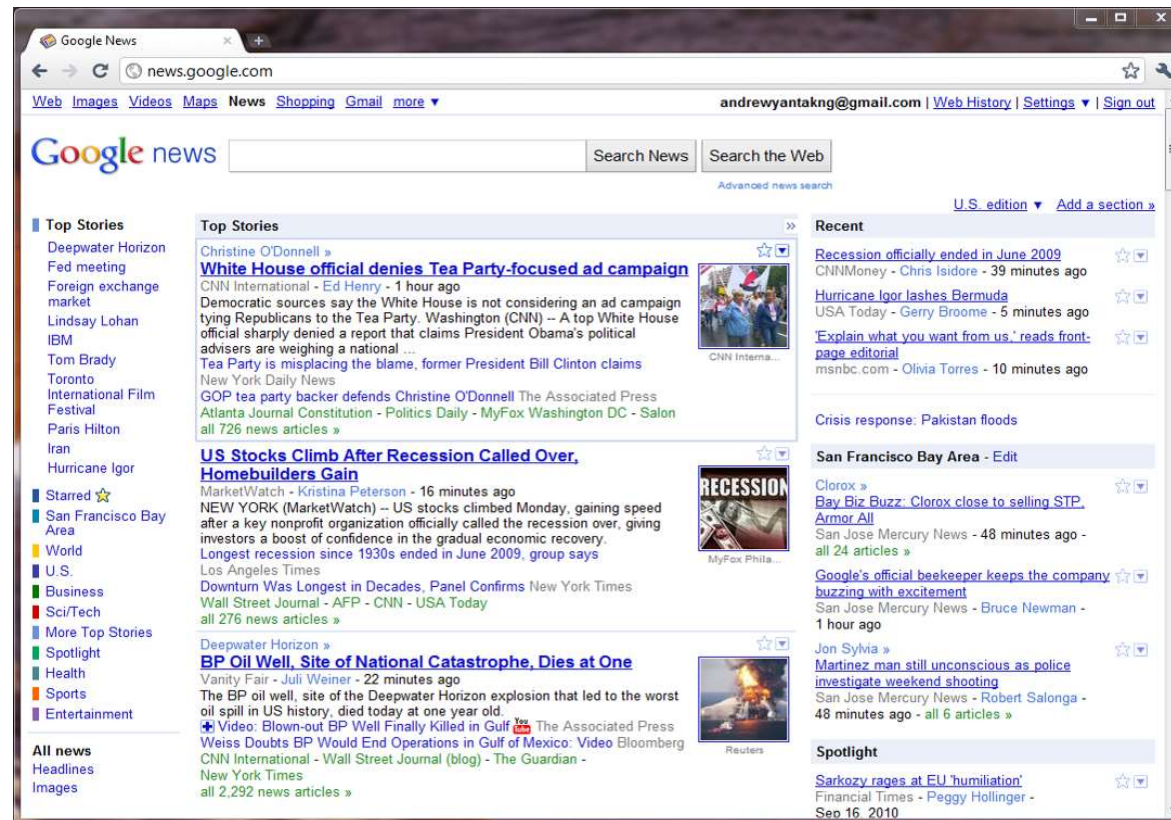 Google News
news.google.com
Web Images Videos Maps News Shopping Gmail more ▼
andrewyantakng@gmail.com | Web History | Settings ▼ | Sign out
Google news
Search News
Search the Web
Advanced news search
U.S. edition ▼ Add a section »
Top Stories
Deepwater Horizon
Fed meeting
Foreign exchange
market
Lindsay Lohan
IBM
Tom Brady
Toronto
International Film
Festival
Paris Hilton
Iran
Hurricane Igor
Starred
San Francisco Bay
Area
World
U.S.
Business
Sci/Tech
More Top Stories
Spotlight
Health
Sports
Entertainment
All news
Headlines
Images
Top Stories »
Christine O'Donnell »
White House official denies Tea Party-focused ad campaign
CNN International - Ed Henry - 1 hour ago
Democratic sources say the White House is not considering an ad campaign
tying Republicans to the Tea Party. Washington (CNN) -- A top White House
official sharply denied a report that claims President Obama's political
advisers are weighing a national ...
Tea Party is misplacing the blame, former President Bill Clinton claims
New York Daily News
GOP tea party backer defends Christine O'Donnell The Associated Press
Atlanta Journal Constitution - Politics Daily - MyFox Washington DC - Salon
all 726 news articles »
CNN Interna...
US Stocks Climb After Recession Called Over,
Homebuilders Gain
MarketWatch - Kristina Peterson - 16 minutes ago
NEW YORK (MarketWatch) -- US stocks climbed Monday, gaining speed
after a key nonprofit organization officially called the recession over, giving
investors a boost of confidence in the gradual economic recovery.
Longest recession since 1930s ended in June 2009, group says
Los Angeles Times
Downturn Was Longest in Decades, Panel Confirms New York Times
Wall Street Journal - AFP - CNN - USA Today
all 276 news articles »
RECESSION
MyFox Phila...
Deepwater Horizon »
BP Oil Well, Site of National Catastrophe, Dies at One
Vanity Fair - Juli Weiner - 22 minutes ago
The BP oil well, site of the Deepwater Horizon explosion that led to the worst
oil spill in US history, died today at one year old.
Video: Blown-out BP Well Finally Killed in Gulf You Tube The Associated Press
Weiss Doubts BP Would End Operations in Gulf of Mexico: Video Bloomberg
CNN International - Wall Street Journal (blog) - The Guardian -
New York Times
all 2,292 news articles »
Reuters
Recent
Recession officially ended in June 2009
CNNMoney - Chris Isidore - 39 minutes ago
Hurricane Igor lashes Bermuda
USA Today - Gerry Broome - 5 minutes ago
'Explain what you want from us,' reads front-
page editorial
msnbc.com - Olivia Torres - 10 minutes ago
Crisis response: Pakistan floods
San Francisco Bay Area - Edit
Clorox »
Bay Biz Buzz: Clorox close to selling STP,
Armor All
San Jose Mercury News - 48 minutes ago -
all 24 articles »
Google's official beekeeper keeps the company
buzzing with excitement
San Jose Mercury News - Bruce Newman -
1 hour ago
Jon Sylvia »
Martinez man still unconscious as police
investigate weekend shooting
San Jose Mercury News - Robert Salonga -
48 minutes ago - all 6 articles »
Spotlight
Sarkozy rages at EU 'humiliation'
Financial Times - Peggy Hollinger -
Sep 16, 2010